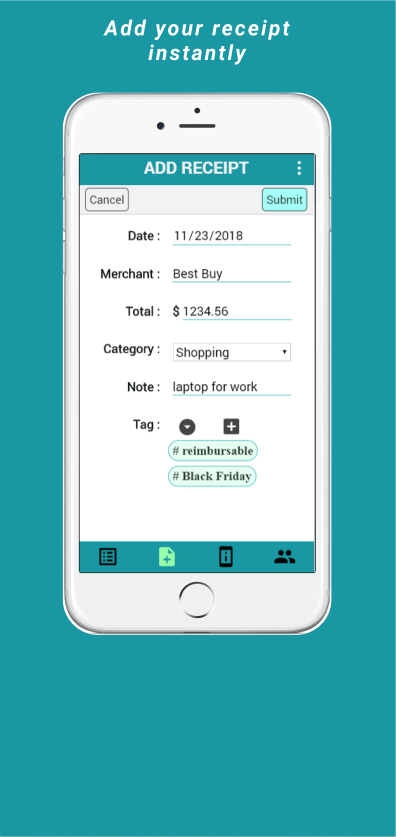 Add your receipt
instantly
ADD RECEIPT
Cancel
Submit
Date : 11/23/2018
Merchant : Best Buy
Total : $ 1234.56
Category : Shopping
Note : laptop for work
Tag :
# reimbursable
# Black Friday